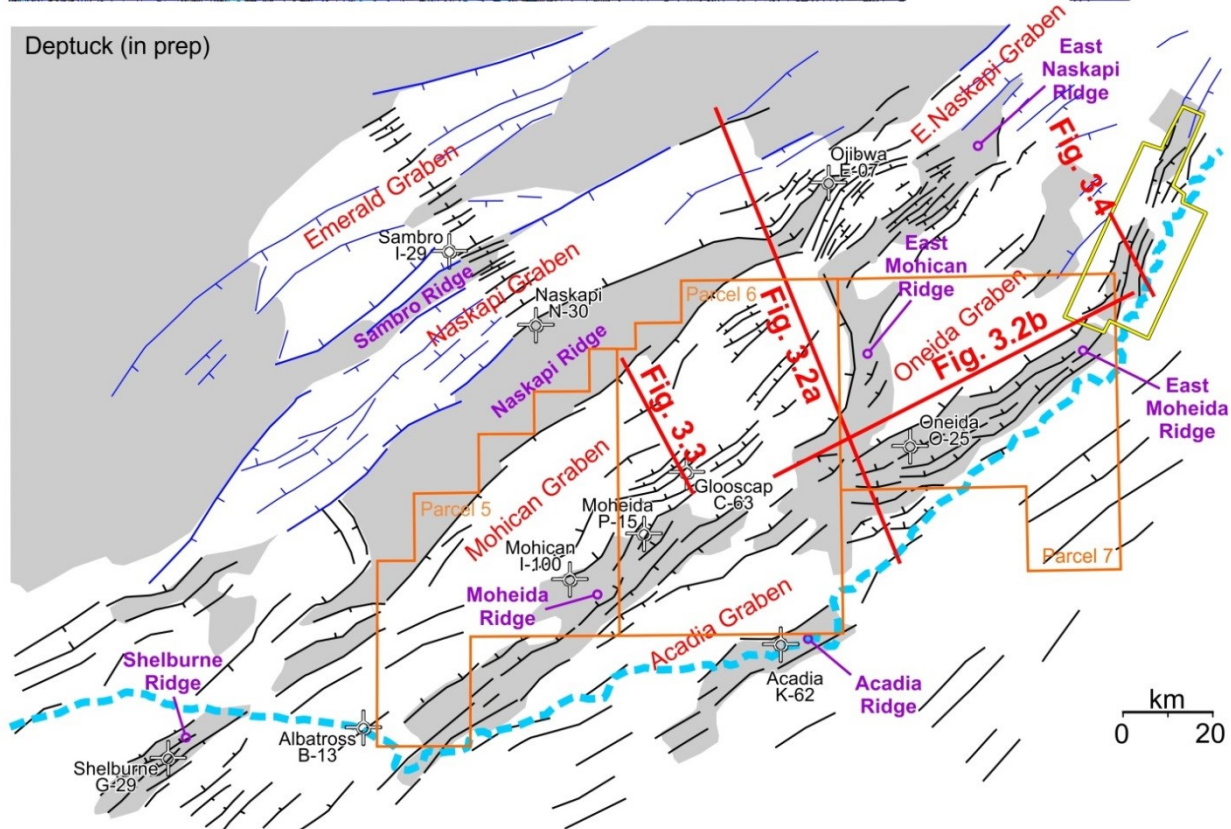 Deptuck (in prep)
East
Naskapi
Ridge
E.Naskapi Graben
Fig. 3.4
Ojibwa
E-07
Emerald Graben
Sambro
I-29
Sambro Ridge
Naskapi Graben
Naskapi
N-30
Naskapi Ridge
Parcel 6
East
Mohican
Ridge
Oneida Graben
Fig. 3.2a
Fig. 3.2b
Fig. 3.3
East
Moheida
Ridge
Oneida
O-25
Glooscap
C-63
Parcel 5
Mohican Graben
Moheida
P-15
Mohican
I-100
Moheida
Ridge
Parcel 7
Acadia Graben
Acadia
K-62
Acadia
Ridge
Shelburne
Ridge
Albatross
B-13
Shelburne
G-29
km
0 20